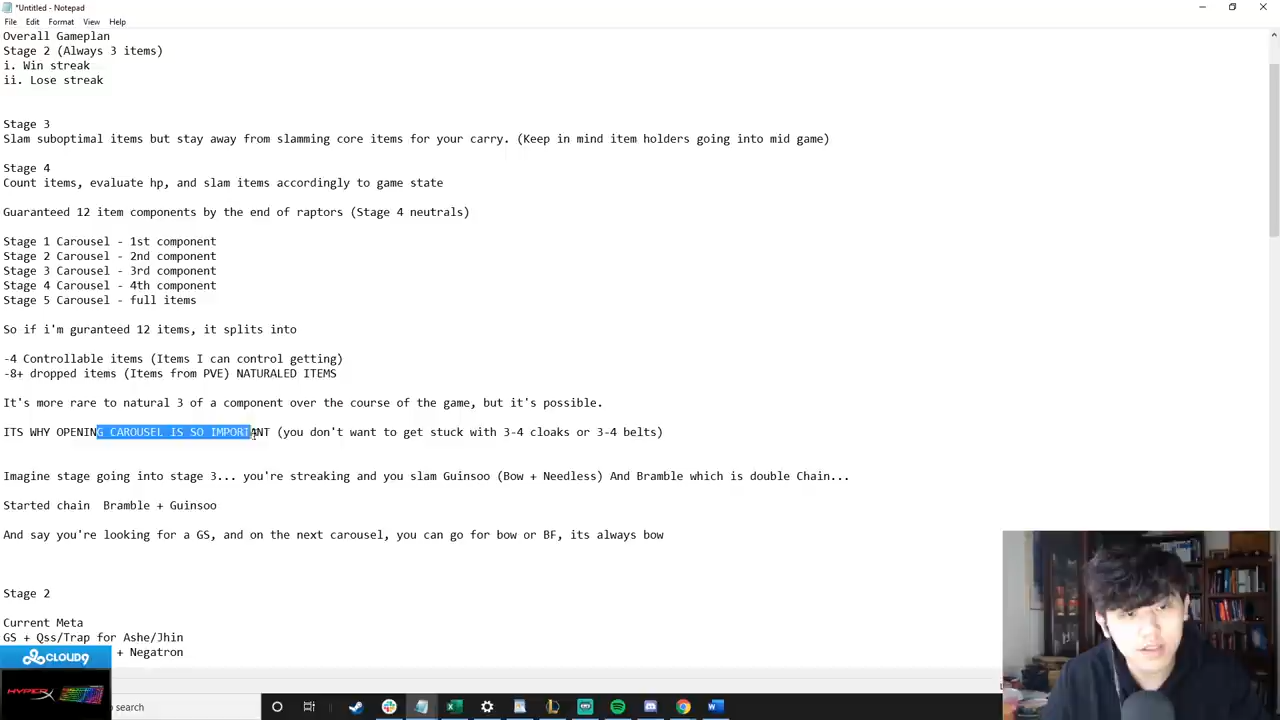 *Untitled - Notepad
File Edit Format View Help
Overall Gameplan
Stage 2 (Always 3 items)
i. Win streak
ii. Lose streak
Stage 3
Slam suboptimal items but stay away from slamming core items for your carry. (Keep in mind item holders going into mid game)
Stage 4
Count items, evaluate hp, and slam items accordingly to game state
Guaranteed 12 item components by the end of raptors (Stage 4 neutrals)
Stage 1 Carousel - 1st component
Stage 2 Carousel - 2nd component
Stage 3 Carousel - 3rd component
Stage 4 Carousel - 4th component
Stage 5 Carousel - full items
So if i'm guranteed 12 items, it splits into
-4 Controllable items (Items I can control getting)
-8+ dropped items (Items from PVE) NATURALED ITEMS
It's more rare to natural 3 of a component over the course of the game, but it's possible.
ITS WHY OPENING CAROUSEL IS SO IMPORTANT (you don't want to get stuck with 3-4 cloaks or 3-4 belts)
Imagine stage going into stage 3... you're streaking and you slam Guinsoo (Bow + Needless) And Bramble which is double Chain...
Started chain  Bramble + Guinsoo
And say you're looking for a GS, and on the next carousel, you can go for bow or BF, its always bow
Stage 2
Current Meta
GS + Qss/Trap for Ashe/Jhin
+ Negatron
CLOUD9
HYPERX
search